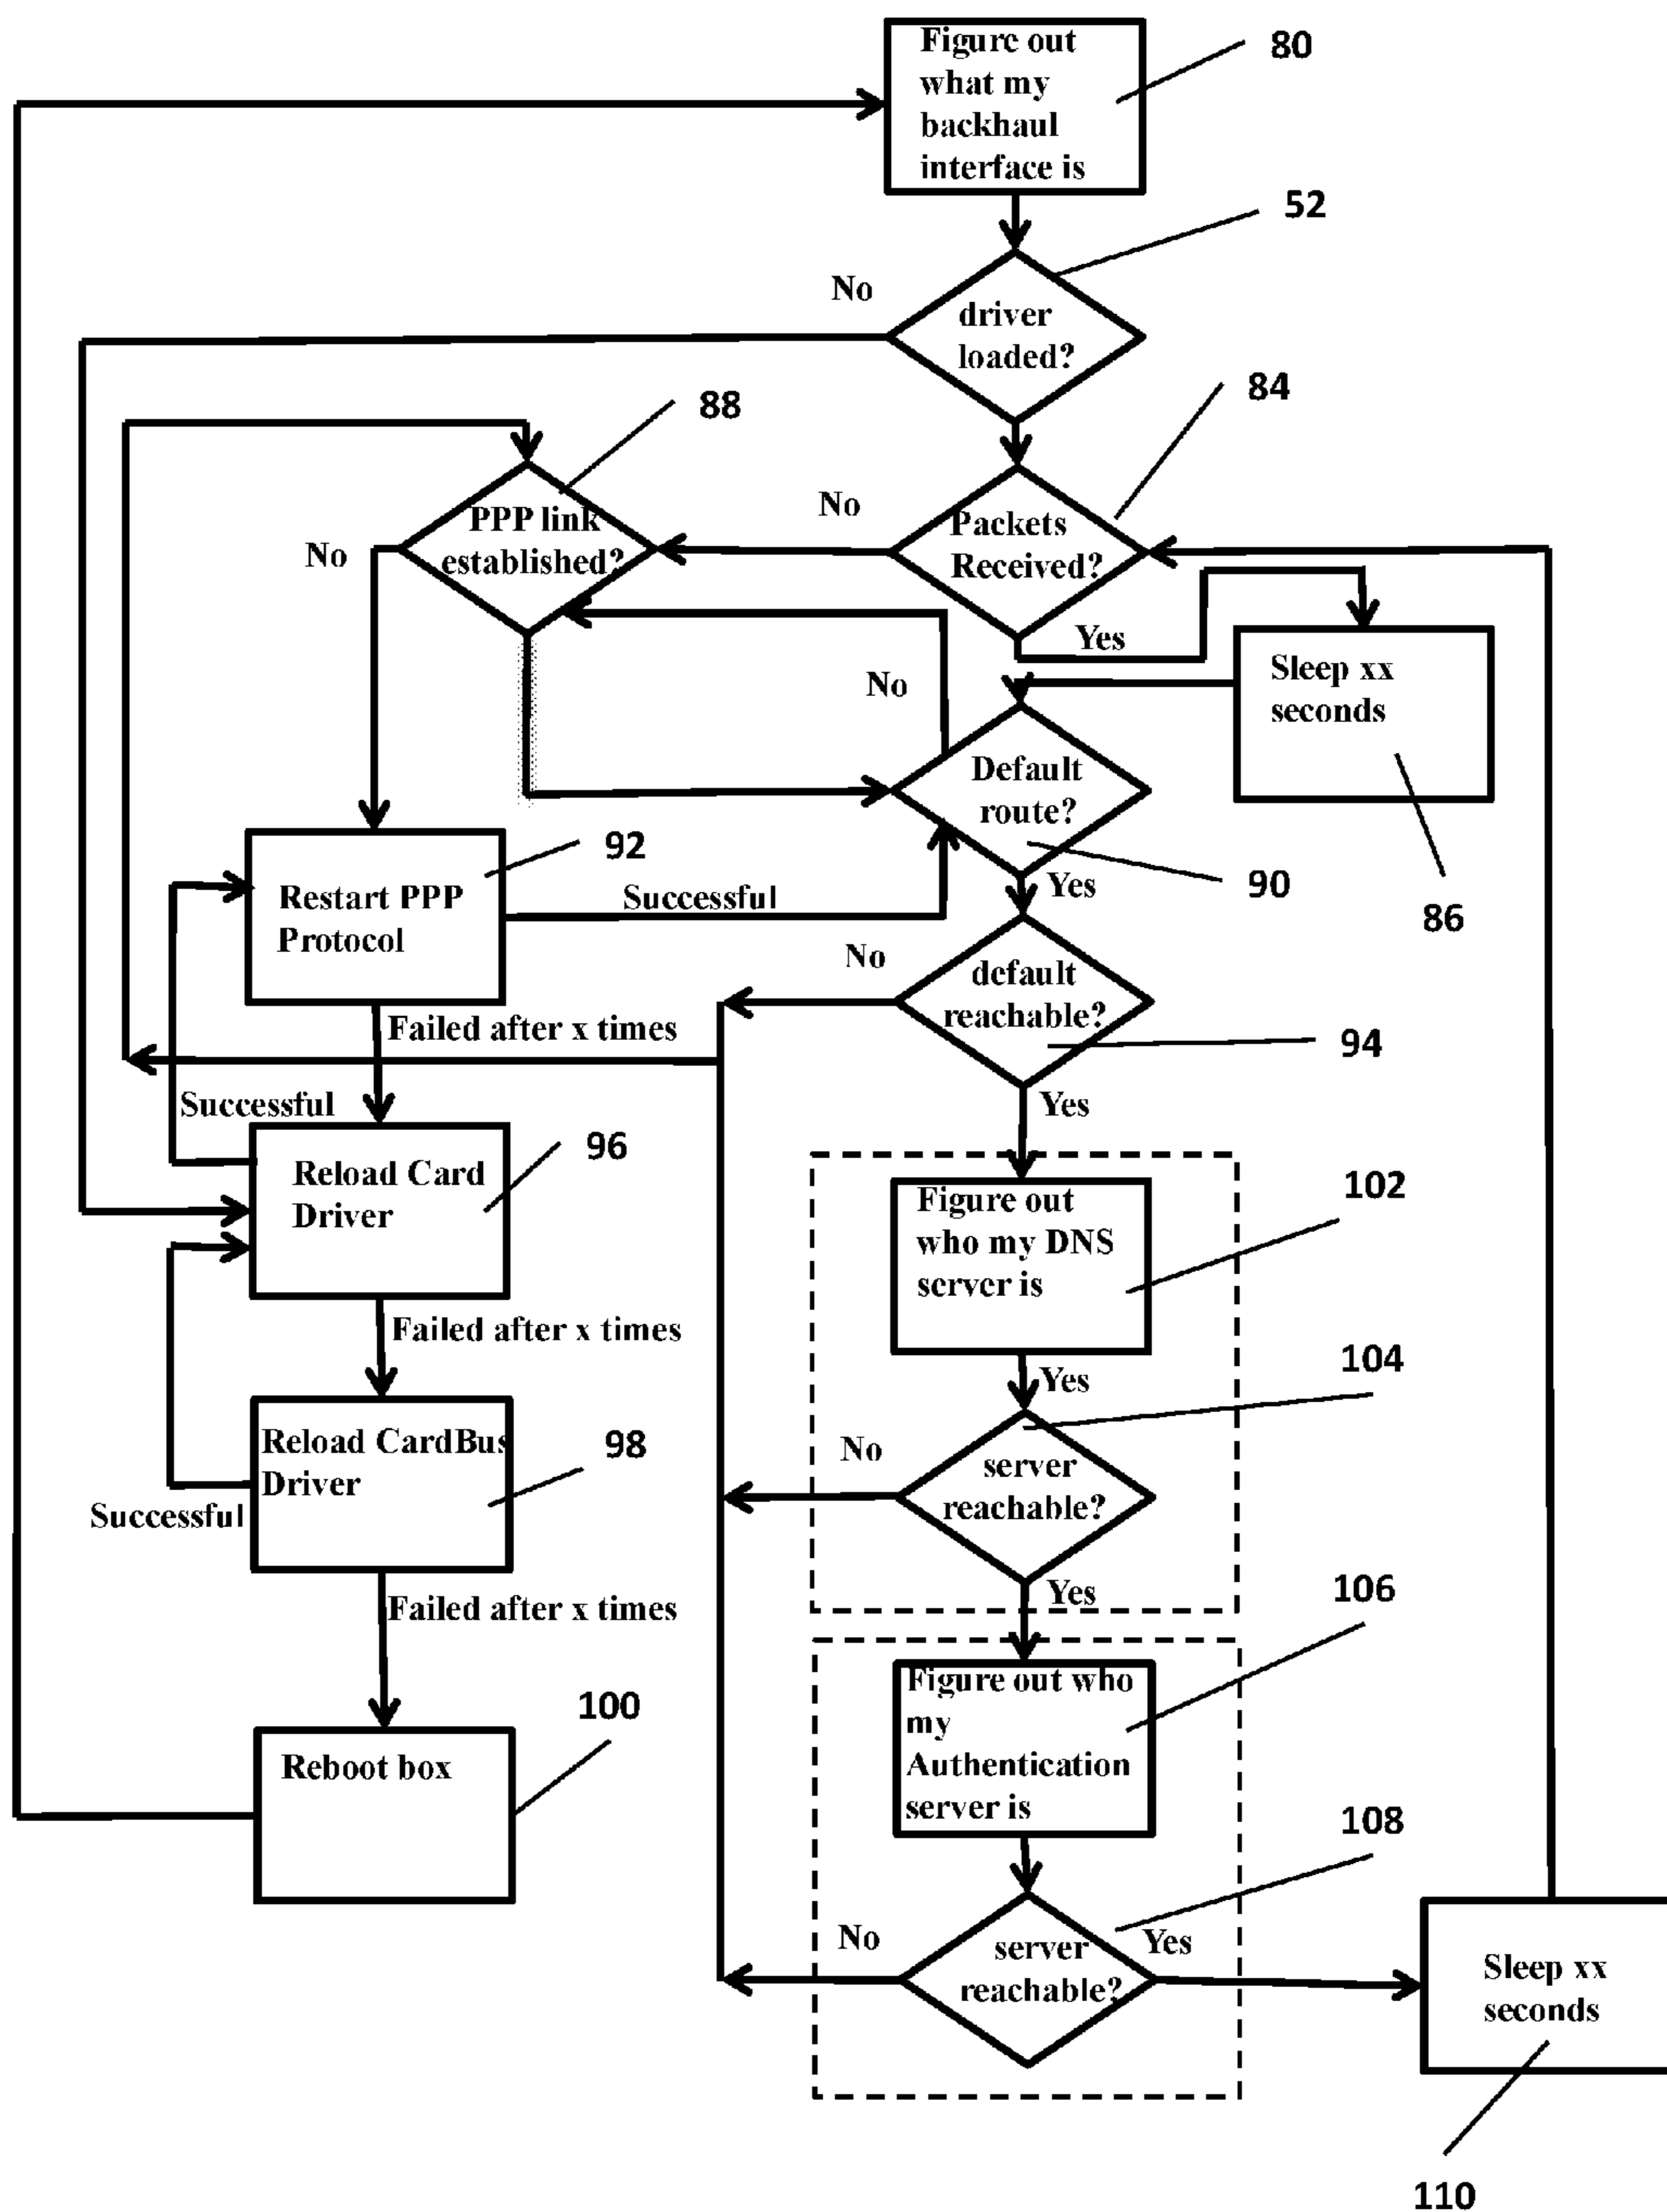 Figure out
what my
backhaul
interface is
80
52
No
driver
loaded?
84
88
No
PPP link
established?
No
Packets
Received?
Yes
Sleep xx
seconds
86
No
Default
route?
90
Yes
92
Restart PPP
Protocol
Successful
No
default
reachable?
94
Failed after x times
Yes
Successful
96
Reload Card
Driver
102
Figure out
who my DNS
server is
Failed after x times
Yes
104
98
Reload CardBus
Driver
Successful
No
server
reachable?
Yes
Failed after x times
106
Figure out who
my
Authentication
server is
100
Reboot box
108
No
server
reachable?
Yes
Sleep xx
seconds
110